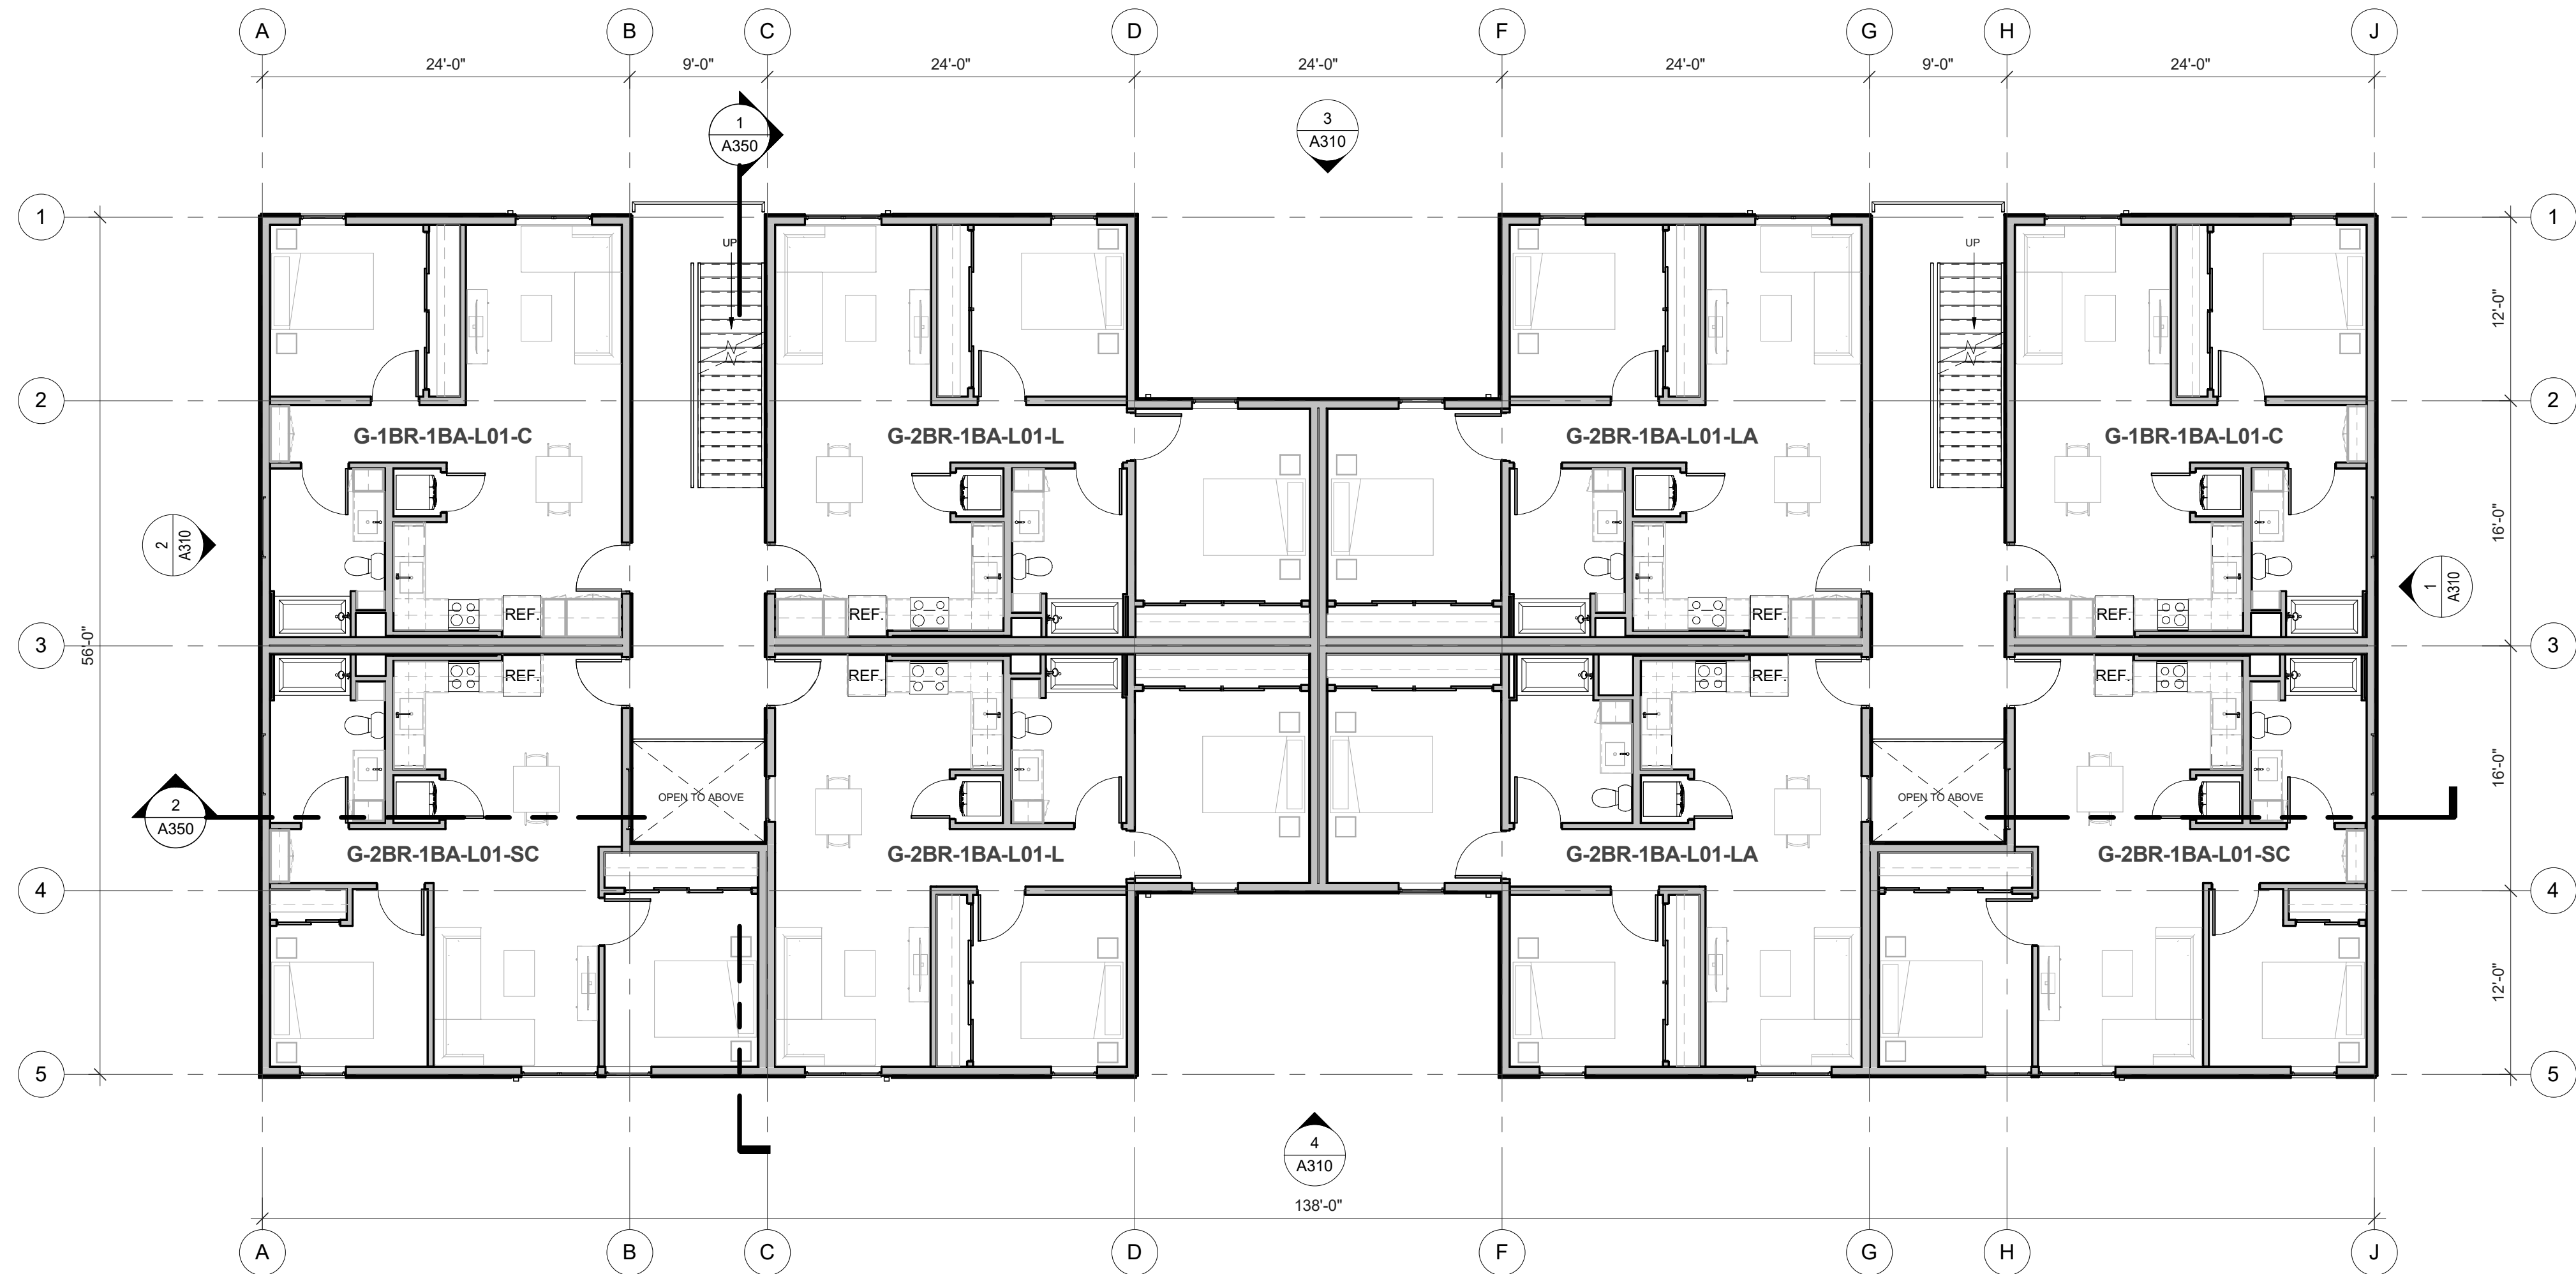 A B C D F G H J
24'-0" 9'-0" 24'-0" 24'-0" 24'-0" 9'-0" 24'-0"
1
A350
3
A310
1 1
UP UP
12'-0"
2 2
G-1BR-1BA-L01-C G-2BR-1BA-L01-L G-2BR-1BA-L01-LA G-1BR-1BA-L01-C
16'-0"
2
A310
1
A310
REF. REF. REF. REF.
56'-0"
3 3
REF. REF. REF. REF.
16'-0"
OPEN TO ABOVE OPEN TO ABOVE
2
A350
G-2BR-1BA-L01-SC G-2BR-1BA-L01-L G-2BR-1BA-L01-LA G-2BR-1BA-L01-SC
4 4
12'-0"
5 5
4
A310
138'-0"
A B C D F G H J